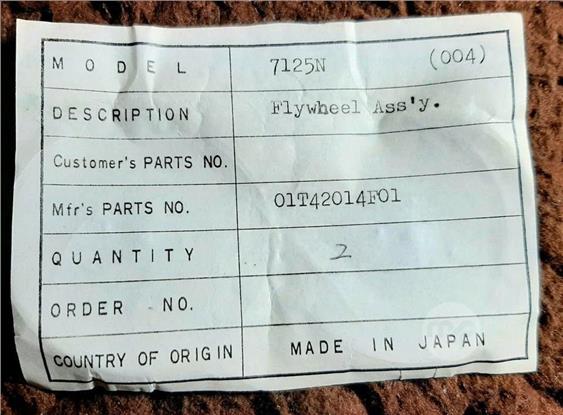 MODEL 7125N (004)
DESCRIPTION Flywheel Ass'y.
Customer's PARTS NO.
Mfr's PARTS NO. 01T42014F01
QUANTITY 2
ORDER NO.
COUNTRY OF ORIGIN MADE IN JAPAN